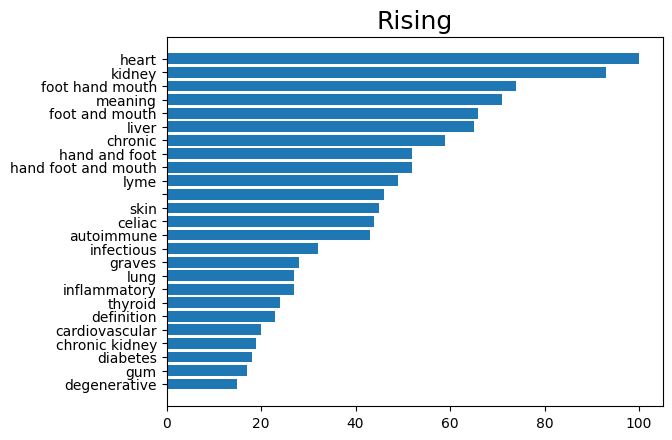 Rising
heart
kidney
foot hand mouth
meaning
foot and mouth
liver
chronic
hand and foot
hand foot and mouth
lyme
skin
celiac
autoimmune
infectious
graves
lung
inflammatory
thyroid
definition
cardiovascular
chronic kidney
diabetes
gum
degenerative
0 20 40 60 80 100